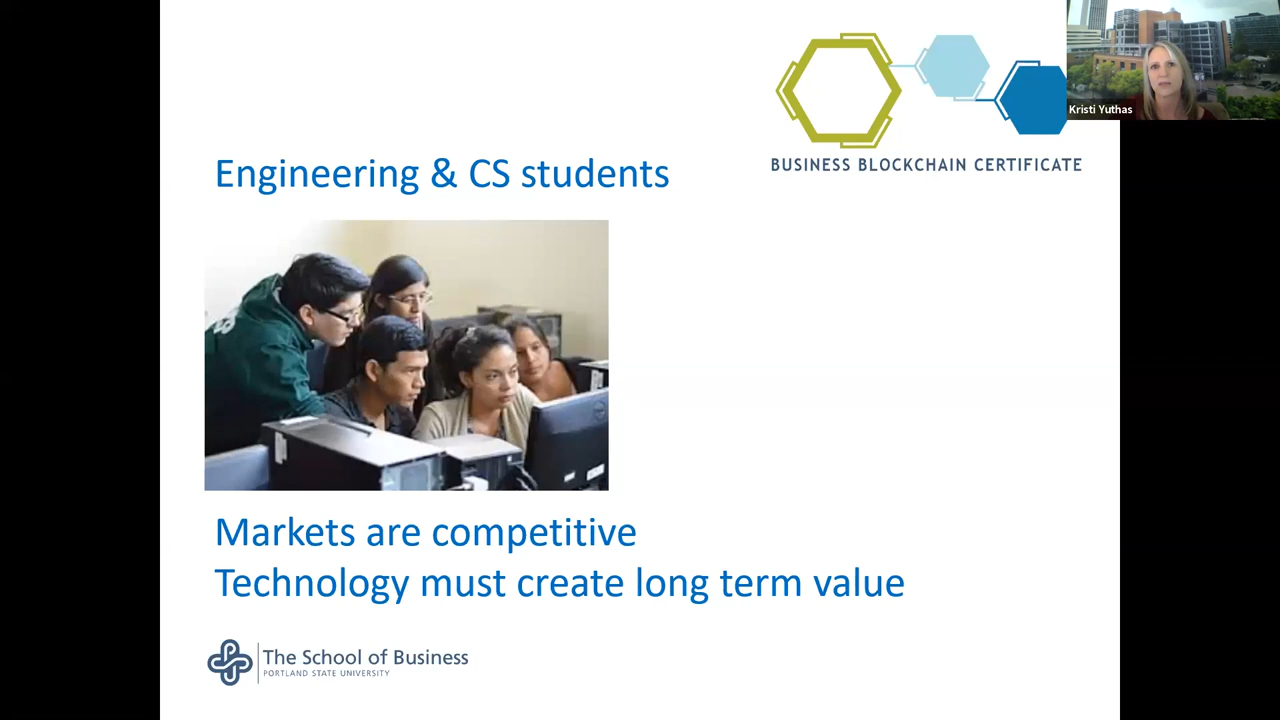 Kristi Yuthas
BUSINESS BLOCKCHAIN CERTIFICATE
Engineering & CS students
Markets are competitive
Technology must create long term value
The School of Business
PORTLAND STATE UNIVERSITY